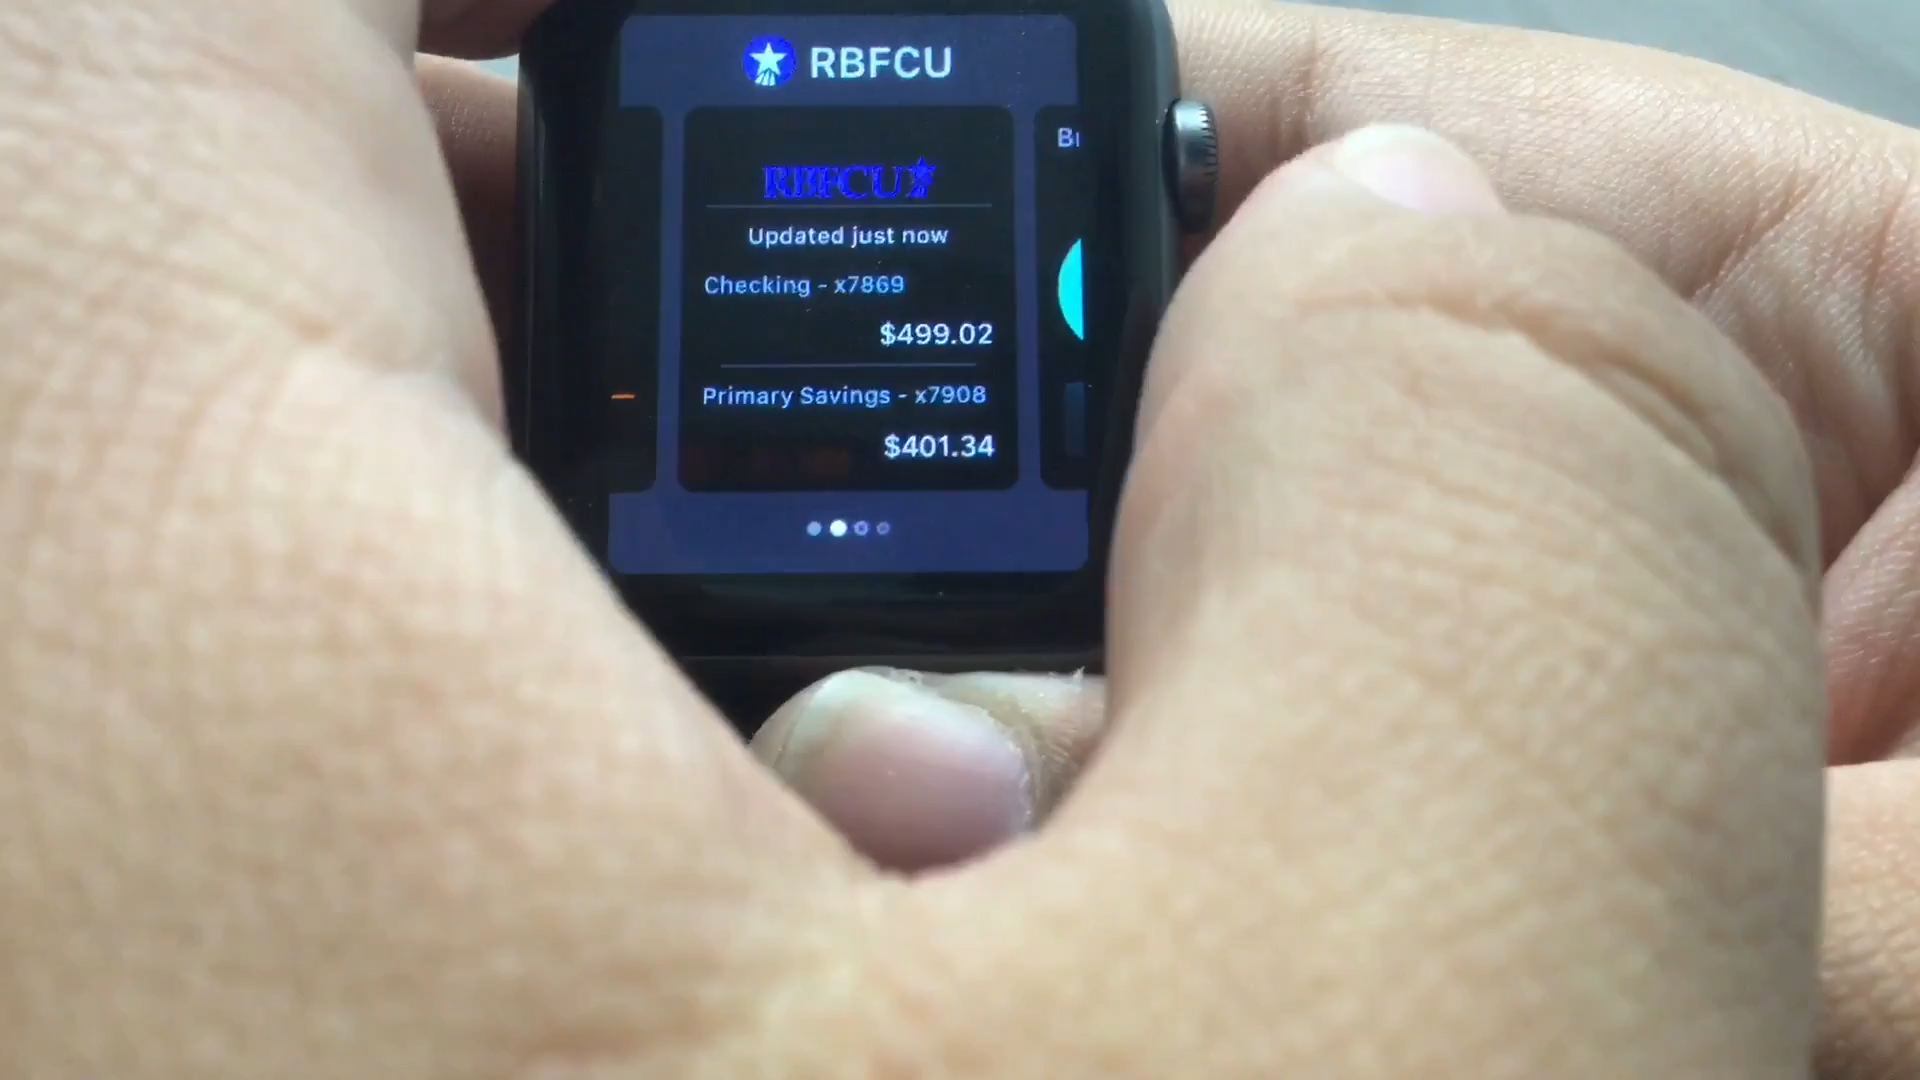 RBFCU
RBFCU
Updated just now
Checking - x7869
$499.02
Primary Savings - x7908
$401.34